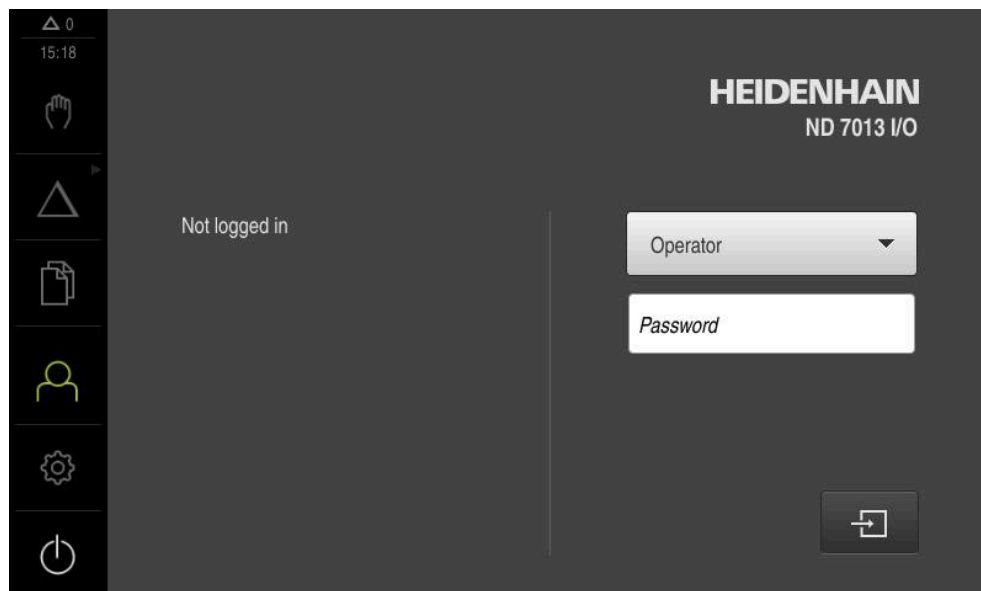 0
15:18
HEIDENHAIN
ND 7013 I/O
Not logged in
Operator
Password